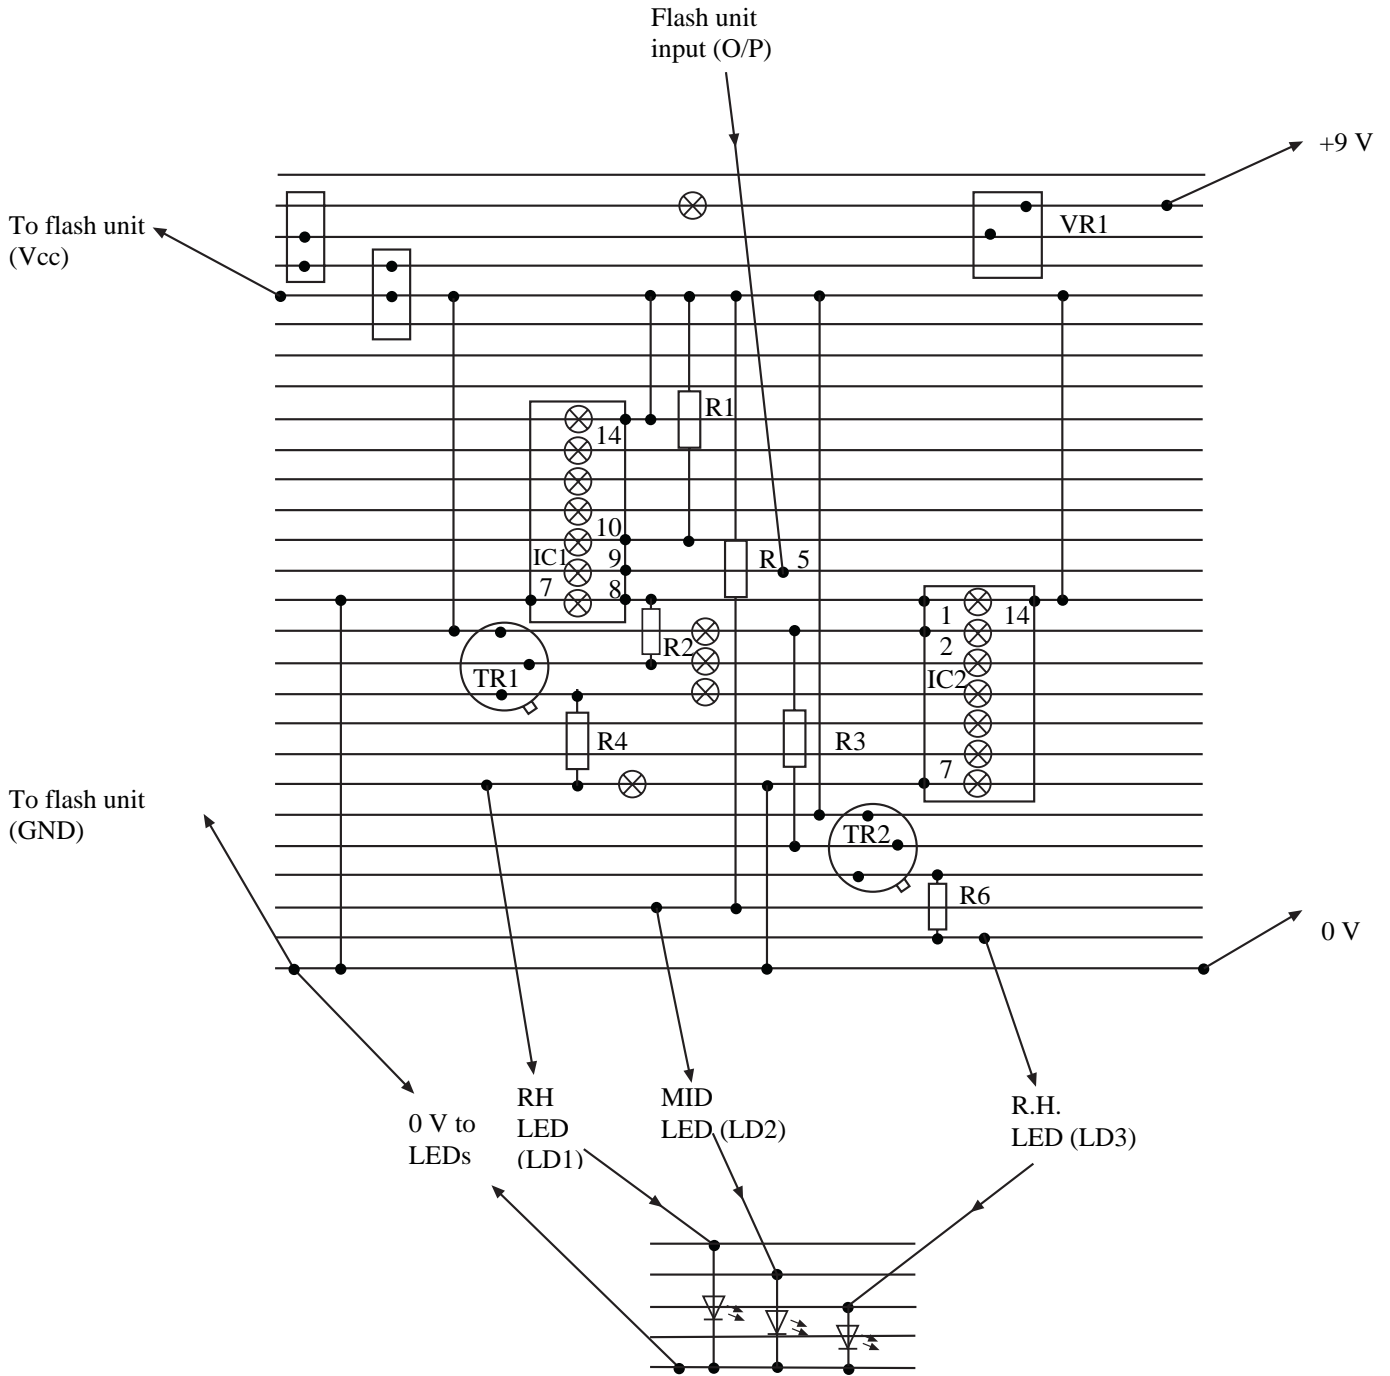 Flash unit
input (O/P)
+9 V
To flash unit
(Vcc)
VR1
R1
14
10
IC1
9
R 5
7
8
1
14
R2
2
TR1
IC2
R4
R3
7
To flash unit
(GND)
TR2
R6
0 V
RH
LED
(LD1)
MID
LED (LD2)
R.H.
LED (LD3)
0 V to
LEDs